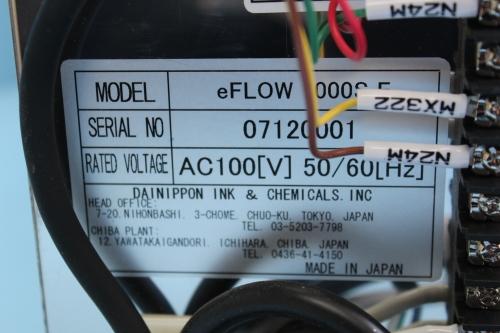 N24M
MODEL eFLOW 000S
SERIAL NO 07120001
MX322
RATED VOLTAGE AC100[V] 50/60[Hz]
N24M
DAINIPPON INK & CHEMICALS. INC
HEAD OFFICE:
7-20. NIHONBASHI. 3-CHOME. CHUO-KU. TOKYO. JAPAN
TEL. 03-5203-7798
CHIBA PLANT:
12. YAWATAKAIGANDORI. ICHIHARA. CHIBA. JAPAN
TEL. 0436-41-4150
MADE IN JAPAN